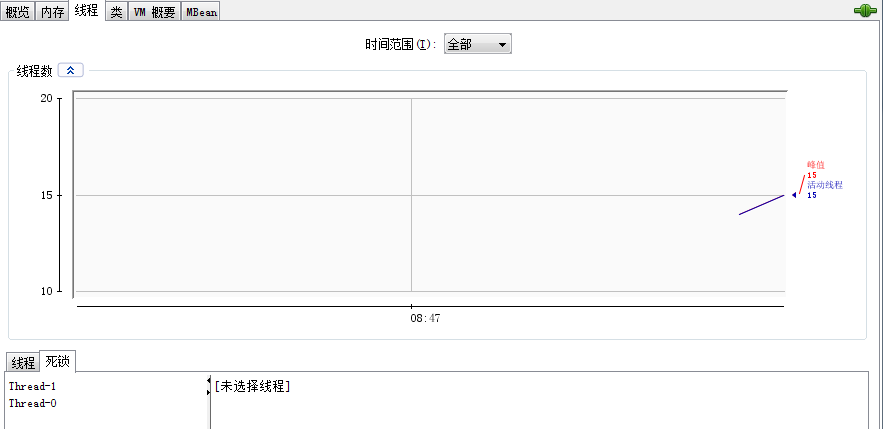 概览 内存 线程 类 VM 概要 MBean
时间范围(I): 全部
线程数
20
15
10
峰值
15
活动线程
15
08:47
线程 死锁
Thread-1
Thread-0
[未选择线程]